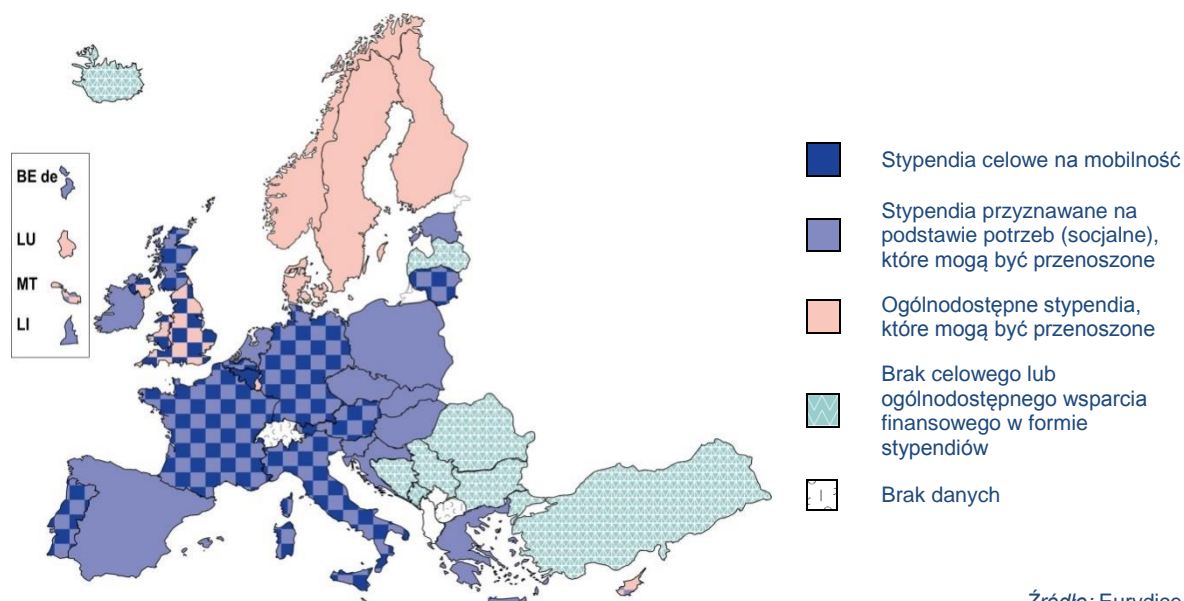 BE de
LU
MT
LI
Stypendia celowe na mobilność
Stypendia przyznawane na
podstawie potrzeb (socjalne),
które mogą być przenoszone
Ogólnodostępne stypendia,
które mogą być przenoszone
Brak celowego lub
ogólnodostępnego wsparcia
finansowego w formie
stypendiów
Brak danych
Źródło: Eurydice